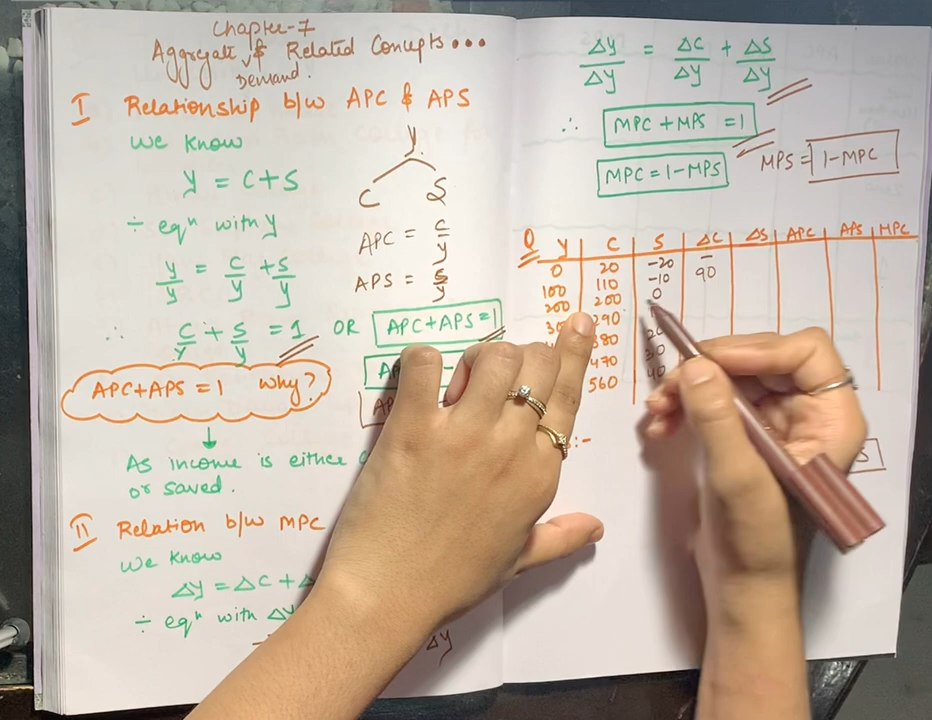 Chapter-7
Aggregate & Related Concepts...
Demand.
I Relationship b/w APC & APS
we know
y = C+S
÷ eqⁿ with y
y/y = C/y + S/y
∴ C/y + S/y = 1 OR APC+APS=1
y
C S
APC = C/y
APS = S/y
APC+APS=1 why?
As income is either
or saved.
II Relation b/w MPC
we know
Δy = ΔC +
÷ eqⁿ with Δy
Δy
Δy/Δy = ΔC/Δy + ΔS/Δy
∴ MPC+MPS=1
MPC=1-MPS MPS = 1-MPC
Q y C S ΔC ΔS APC APS MPC
0 20 -20 -
100 110 -10 90
200 200 0
290
380 20
470 30
560 40
:-